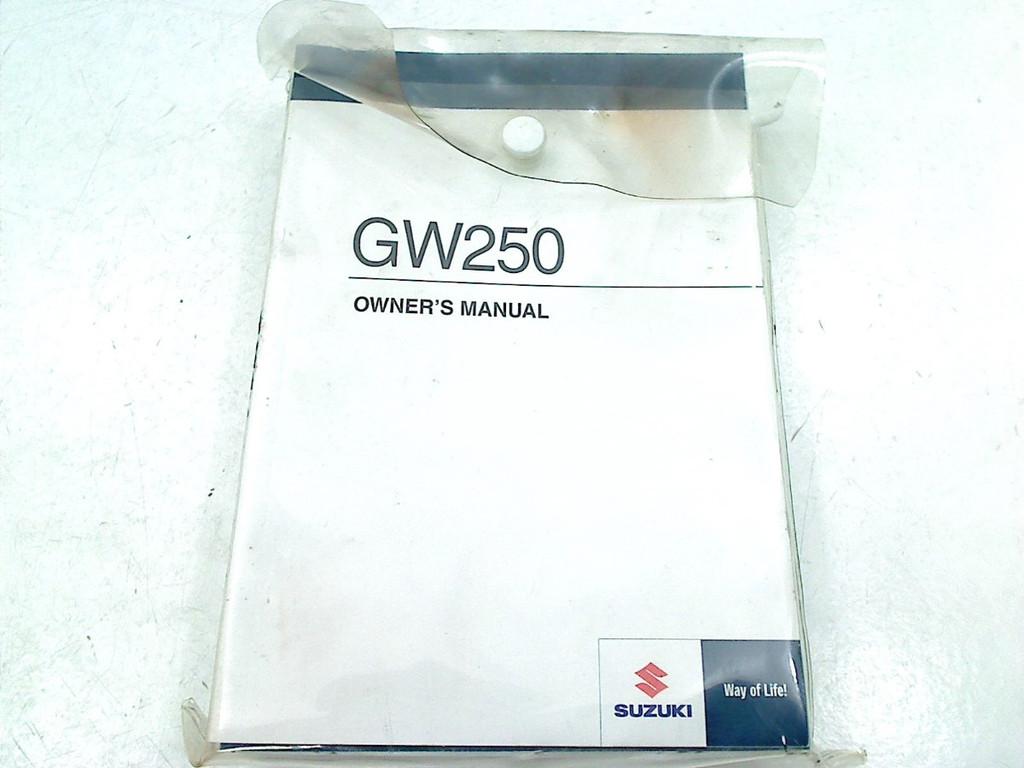 GW250
OWNER'S MANUAL
SUZUKI
Way of Life!